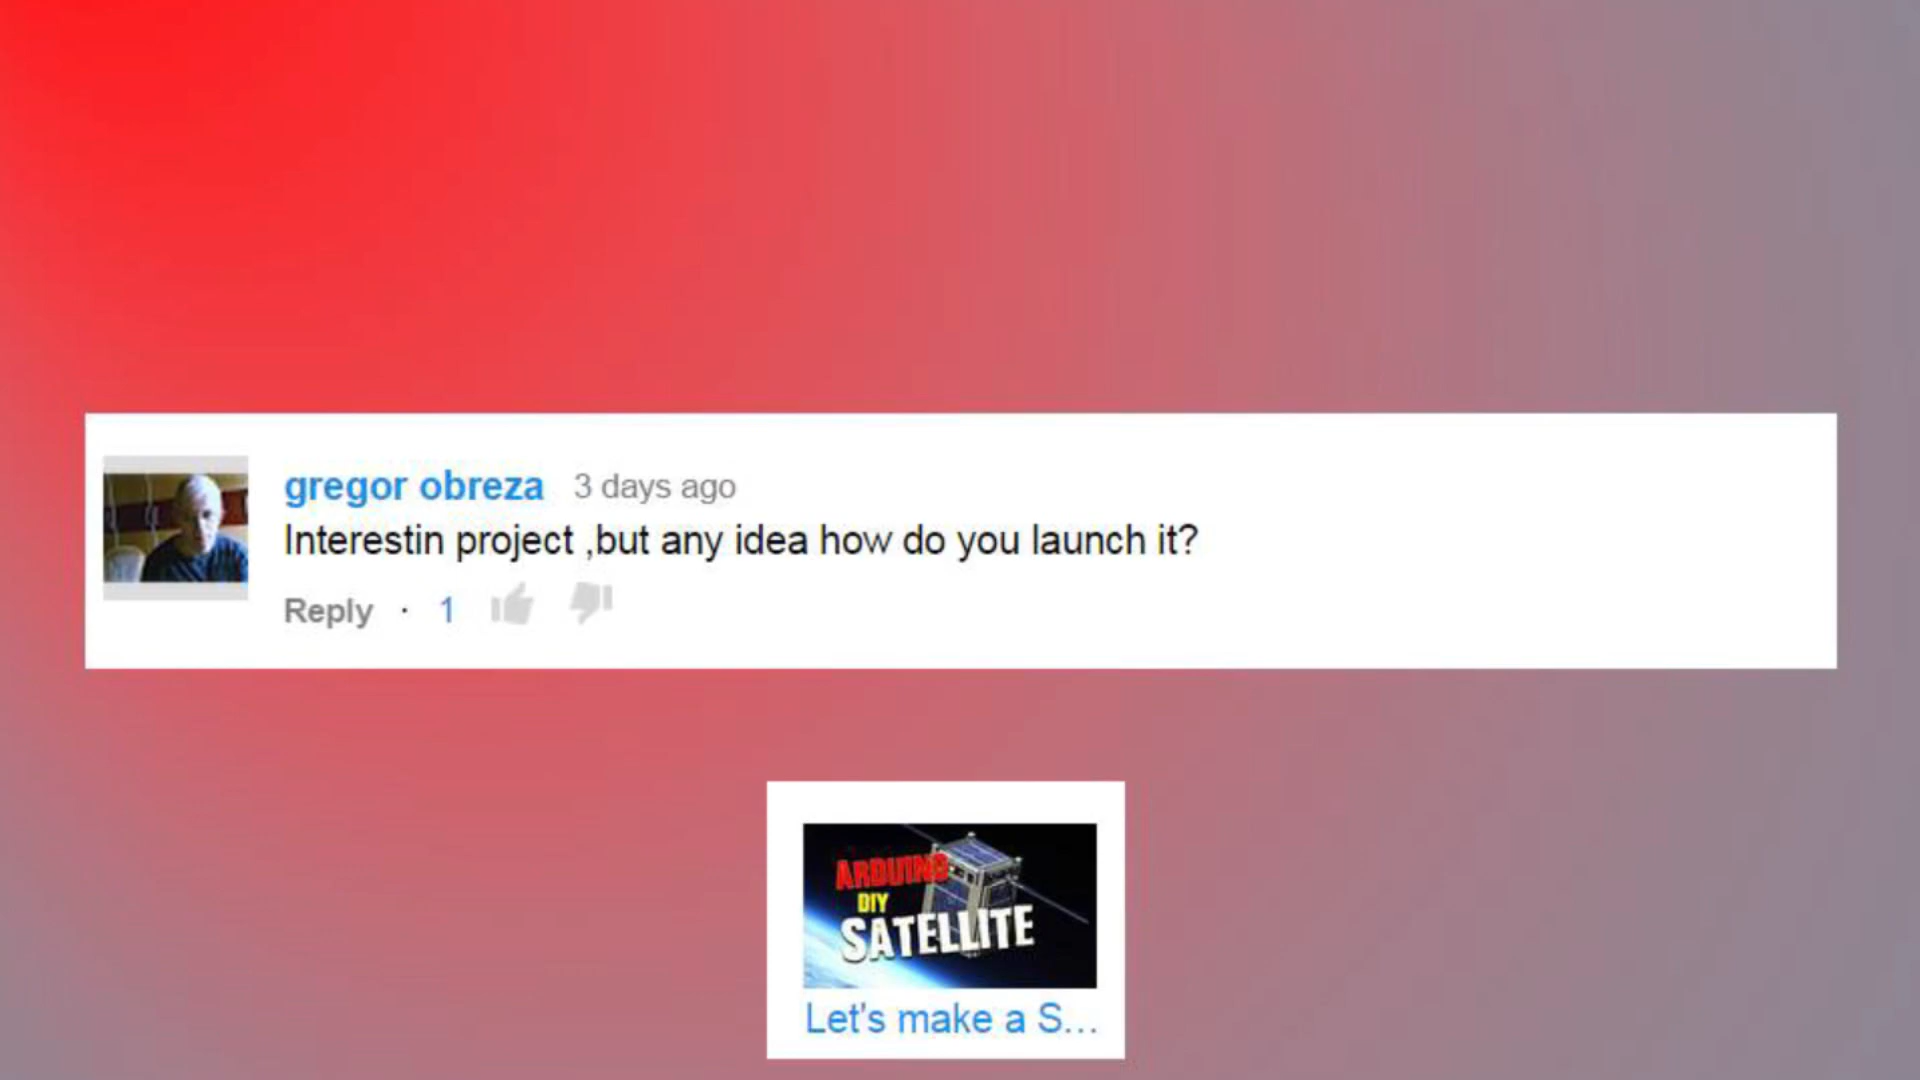 gregor obreza 3 days ago
Interestin project ,but any idea how do you launch it?
Reply · 1
ARDUINO
DIY
SATELLITE
Let's make a S...